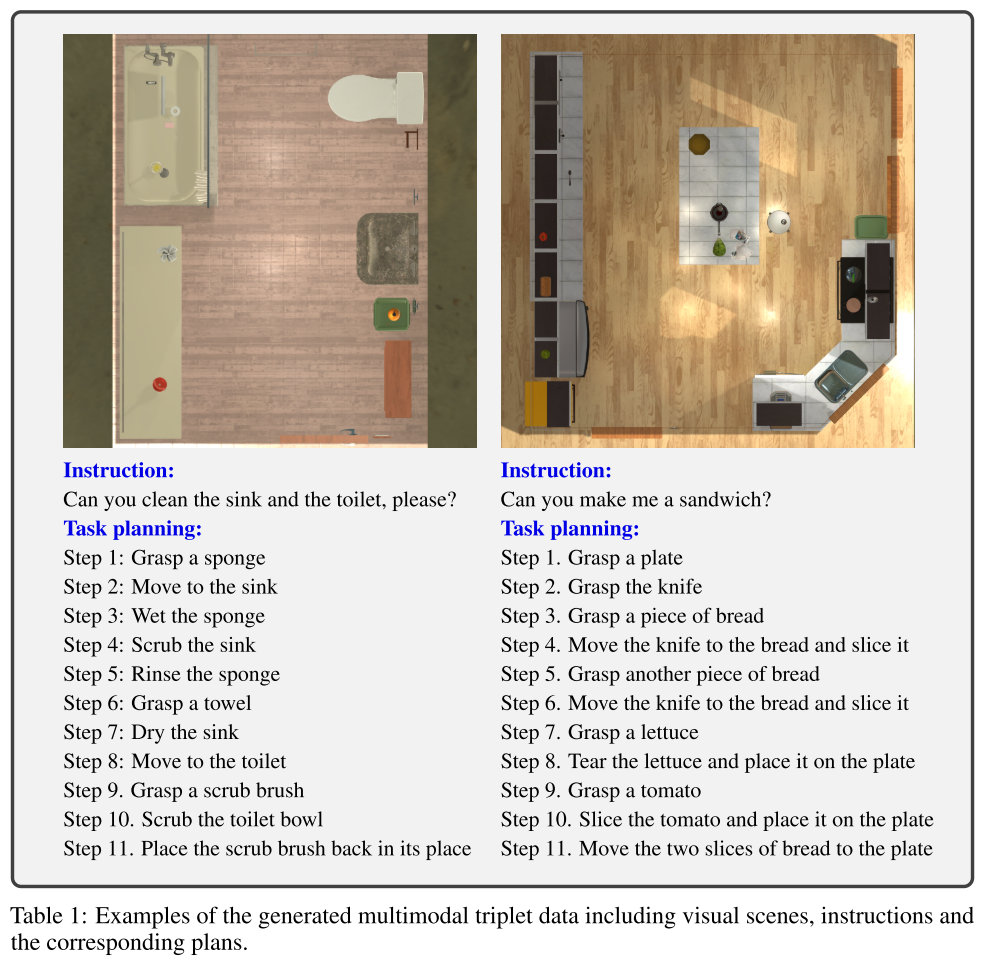 Instruction:
Can you clean the sink and the toilet, please?
Task planning:
Step 1: Grasp a sponge
Step 2: Move to the sink
Step 3: Wet the sponge
Step 4: Scrub the sink
Step 5: Rinse the sponge
Step 6: Grasp a towel
Step 7: Dry the sink
Step 8: Move to the toilet
Step 9. Grasp a scrub brush
Step 10. Scrub the toilet bowl
Step 11. Place the scrub brush back in its place
Instruction:
Can you make me a sandwich?
Task planning:
Step 1. Grasp a plate
Step 2. Grasp the knife
Step 3. Grasp a piece of bread
Step 4. Move the knife to the bread and slice it
Step 5. Grasp another piece of bread
Step 6. Move the knife to the bread and slice it
Step 7. Grasp a lettuce
Step 8. Tear the lettuce and place it on the plate
Step 9. Grasp a tomato
Step 10. Slice the tomato and place it on the plate
Step 11. Move the two slices of bread to the plate
Table 1: Examples of the generated multimodal triplet data including visual scenes, instructions and
the corresponding plans.